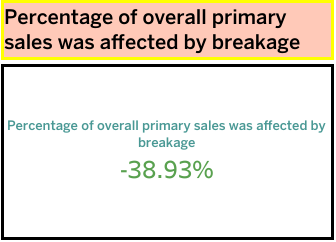 Percentage of overall primary
sales was affected by breakage
Percentage of overall primary sales was affected by
breakage
-38.93%